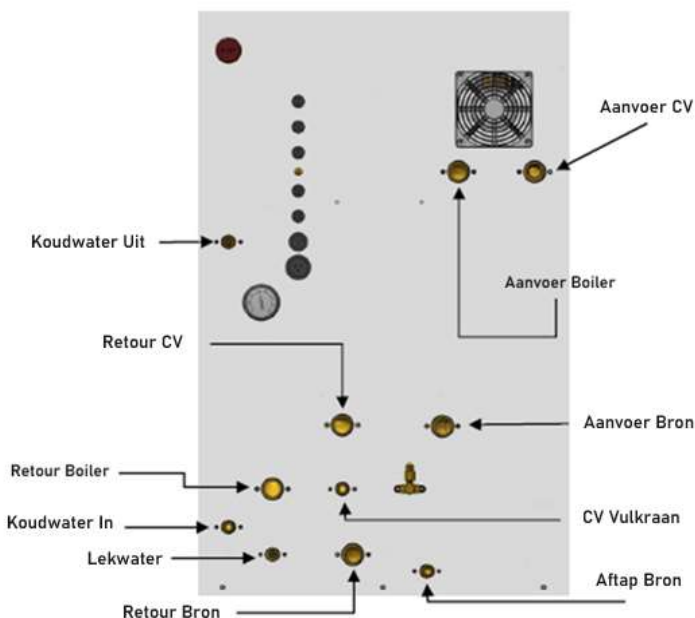 Aanvoer CV
Koudwater Uit
Aanvoer Boiler
Retour CV
Aanvoer Bron
Retour Boiler
Koudwater In
CV Vulkraan
Lekwater
Aftap Bron
Retour Bron